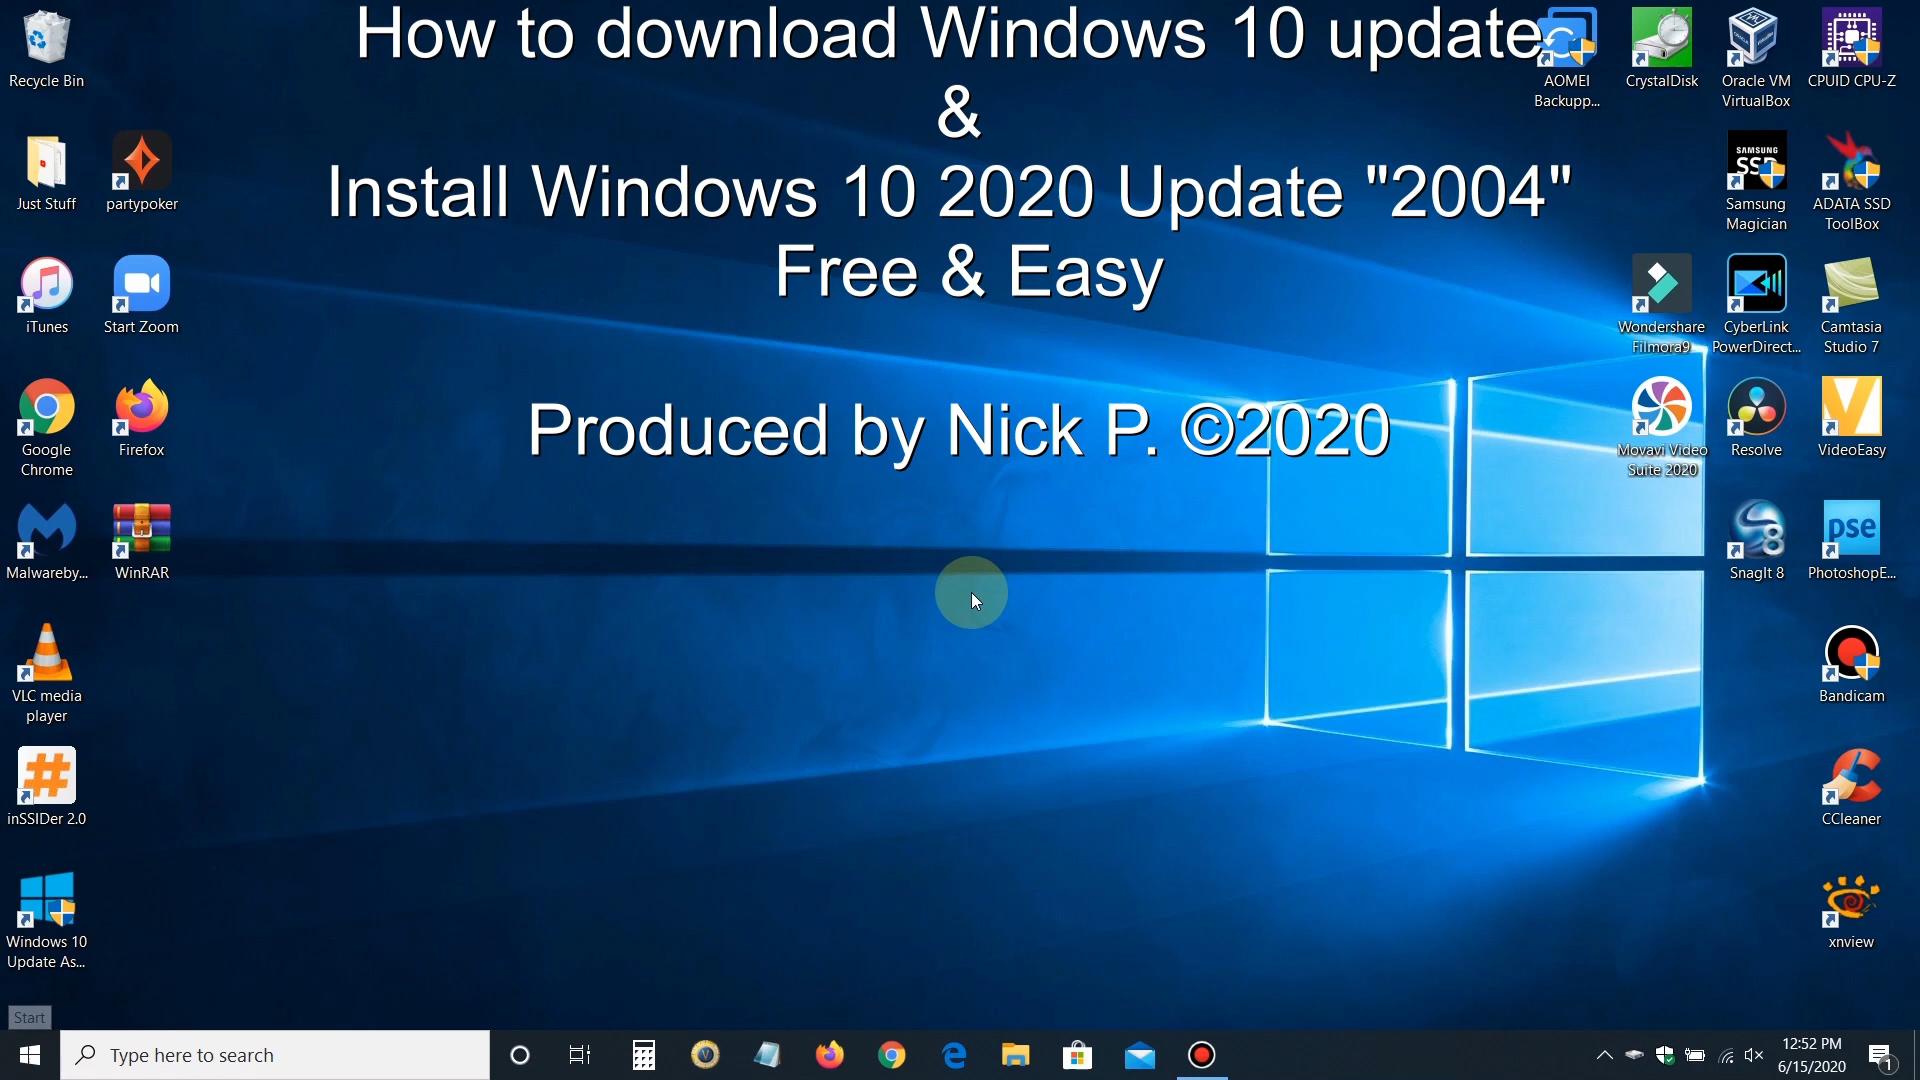 How to download Windows 10 update
&
Install Windows 10 2020 Update "2004"
Free & Easy
Produced by Nick P. ©2020
Recycle Bin
Just Stuff
partypoker
iTunes
Start Zoom
Google
Chrome
Firefox
Malwareby...
WinRAR
VLC media
player
inSSIDer 2.0
Windows 10
Update As...
AOMEI
Backupp...
CrystalDisk
Oracle VM
VirtualBox
CPUID CPU-Z
SAMSUNG
SSD
Samsung
Magician
ADATA SSD
ToolBox
Wondershare
Filmora9
CyberLink
PowerDirect...
Camtasia
Studio 7
Movavi Video
Suite 2020
Resolve
VideoEasy
SnagIt 8
pse
PhotoshopE...
Bandicam
CCleaner
xnview
Start
Type here to search
12:52 PM
6/15/2020
1